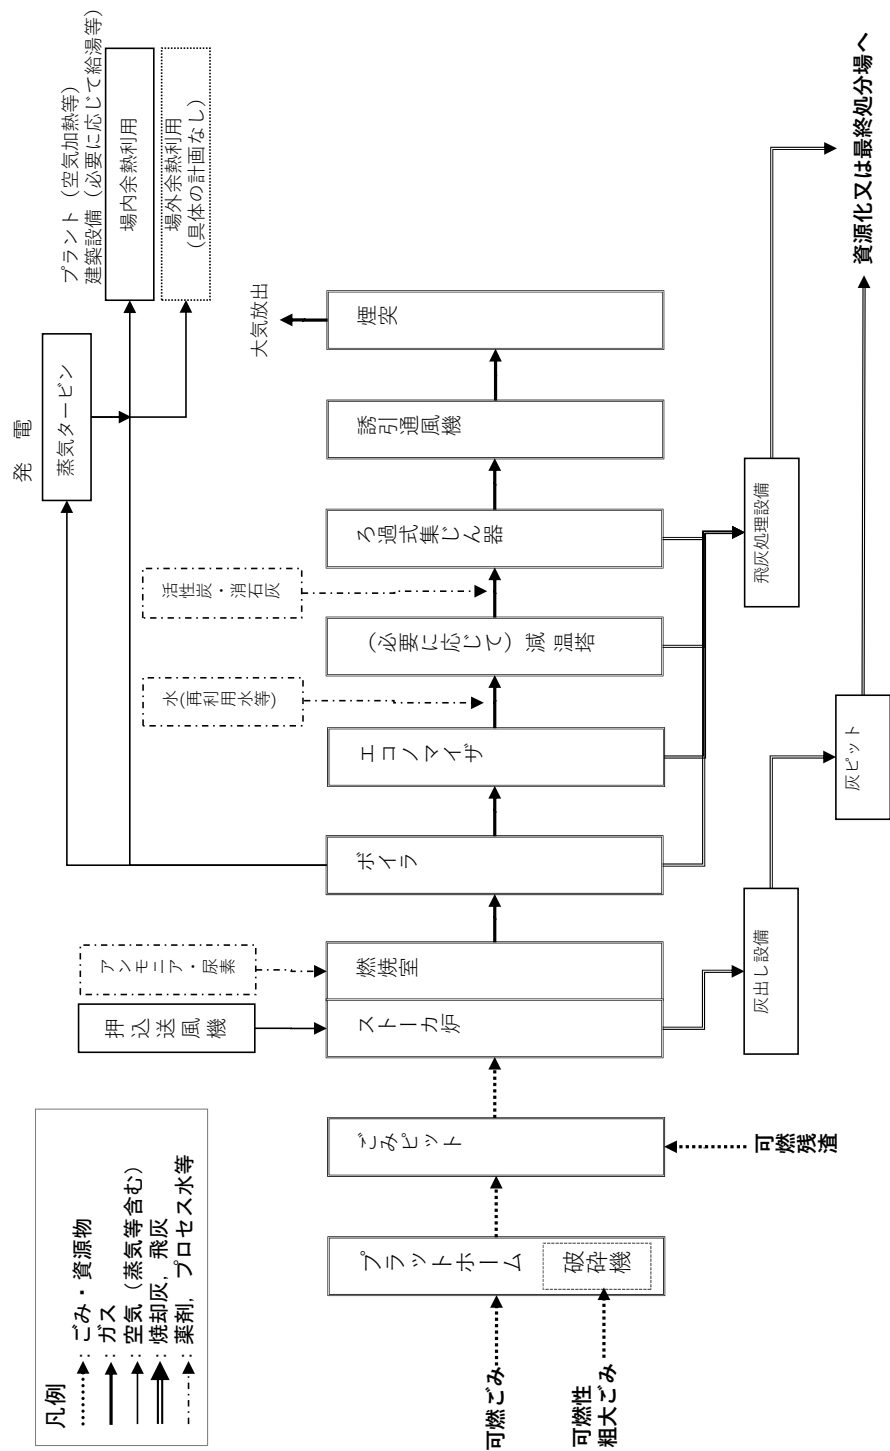 凡例
: ごみ・資源物
: ガス
: 空気（蒸気等含む）
: 焼却灰，飛灰
: 薬剤，プロセス水等
可燃ごみ
可燃性
粗大ごみ
プラットホーム
破砕機
ごみピット
可燃
残渣
押込送風機
アンモニア・尿素
ストーカ炉
燃焼室
ボイラ
エコノマイザ
水(再利用水等)
（必要に応じて）減温塔
活性炭・消石灰
ろ過式集じん器
誘引通風機
煙突
大気放出
発　電
蒸気タービン
プラント（空気加熱等）
建築設備（必要に応じて給湯等）
場内余熱利用
場外余熱利用
(具体の計画なし)
灰出し設備
灰ピット
飛灰処理設備
資源化又は最終処分場へ